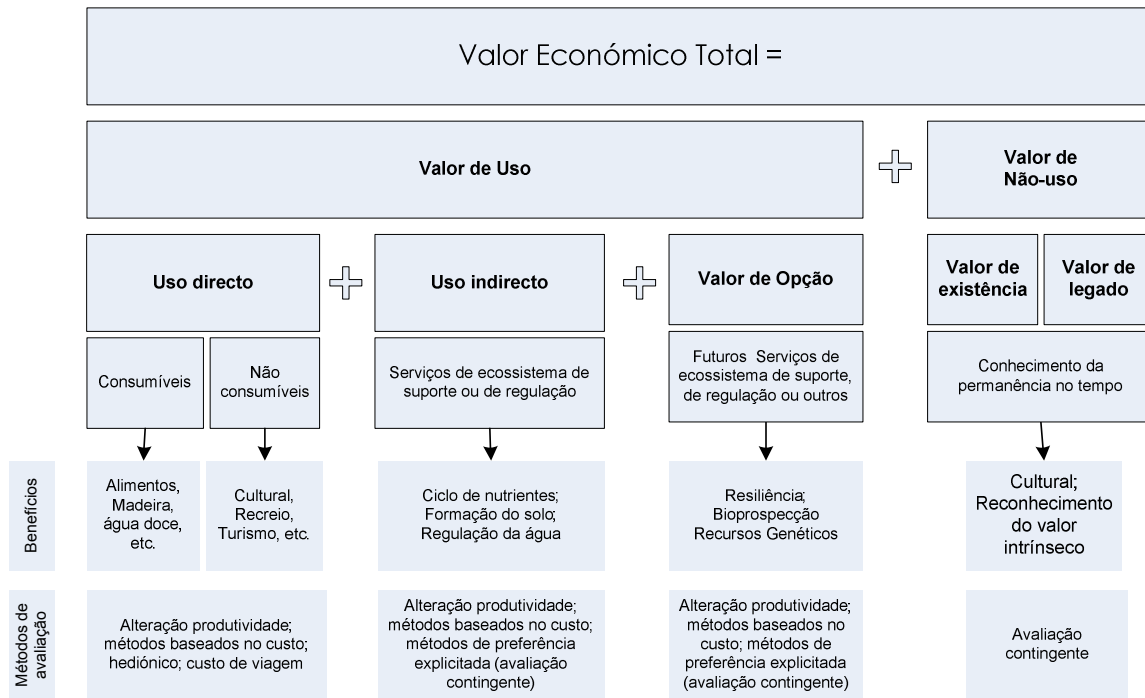 Valor Económico Total =
Valor de Uso
Valor de
Não-uso
Uso directo
Uso indirecto
Valor de Opção
Valor de
existência
Valor de
legado
Consumíveis
Não
consumíveis
Serviços de ecossistema de
suporte ou de regulação
Futuros Serviços de
ecossistema de suporte,
de regulação ou outros
Conhecimento da
permanência no tempo
Benefícios
Alimentos,
Madeira,
água doce,
etc.
Cultural,
Recreio,
Turismo, etc.
Ciclo de nutrientes;
Formação do solo;
Regulação da água
Resiliência;
Bioprospecção
Recursos Genéticos
Cultural;
Reconhecimento
do valor
intrínseco
Métodos de
avaliação
Alteração produtividade;
métodos baseados no custo;
hediónico; custo de viagem
Alteração produtividade;
métodos baseados no custo;
métodos de preferência
explicitada (avaliação
contingente)
Alteração produtividade;
métodos baseados no
custo; métodos de
preferência explicitada
(avaliação contingente)
Avaliação
contingente